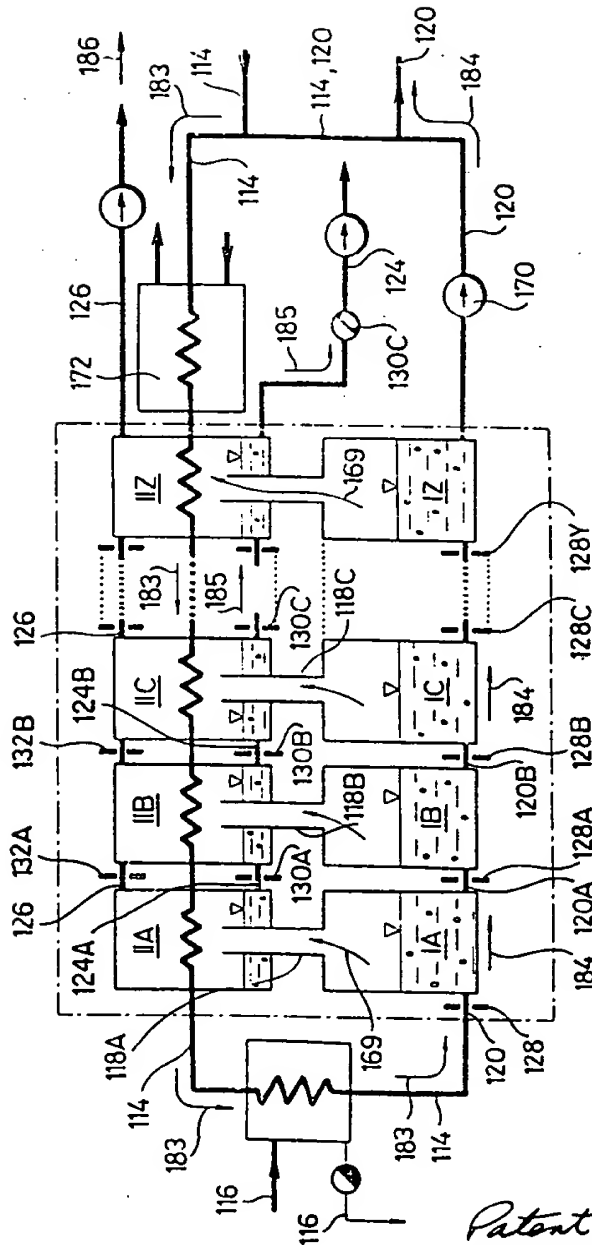 186
183
114
114, 120
120
184
114
126
124
120
172
185
130C
170
IIZ
169
IZ
126
183
185
130C
118C
128Y
128C
132B
124B
IIC
IC
184
130B
128B
120B
132A
IIB
118B
IB
130A
128A
120A
126
124A
IIA
IA
184
118A
169
120
128
114
183
183
114
116
116
Patent